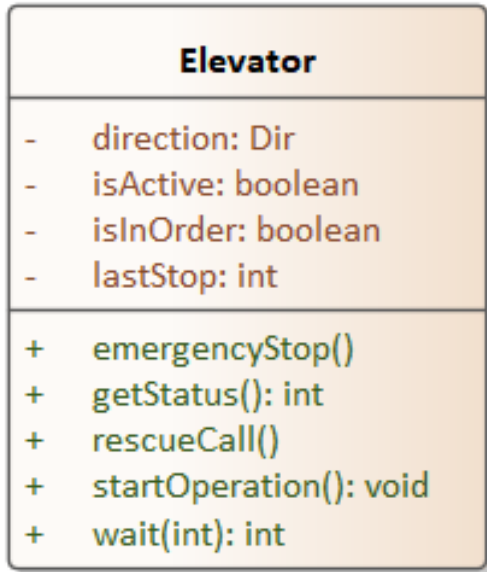 Elevator
- direction: Dir
- isActive: boolean
- isInOrder: boolean
- lastStop: int
+ emergencyStop()
+ getStatus(): int
+ rescueCall()
+ startOperation(): void
+ wait(int): int